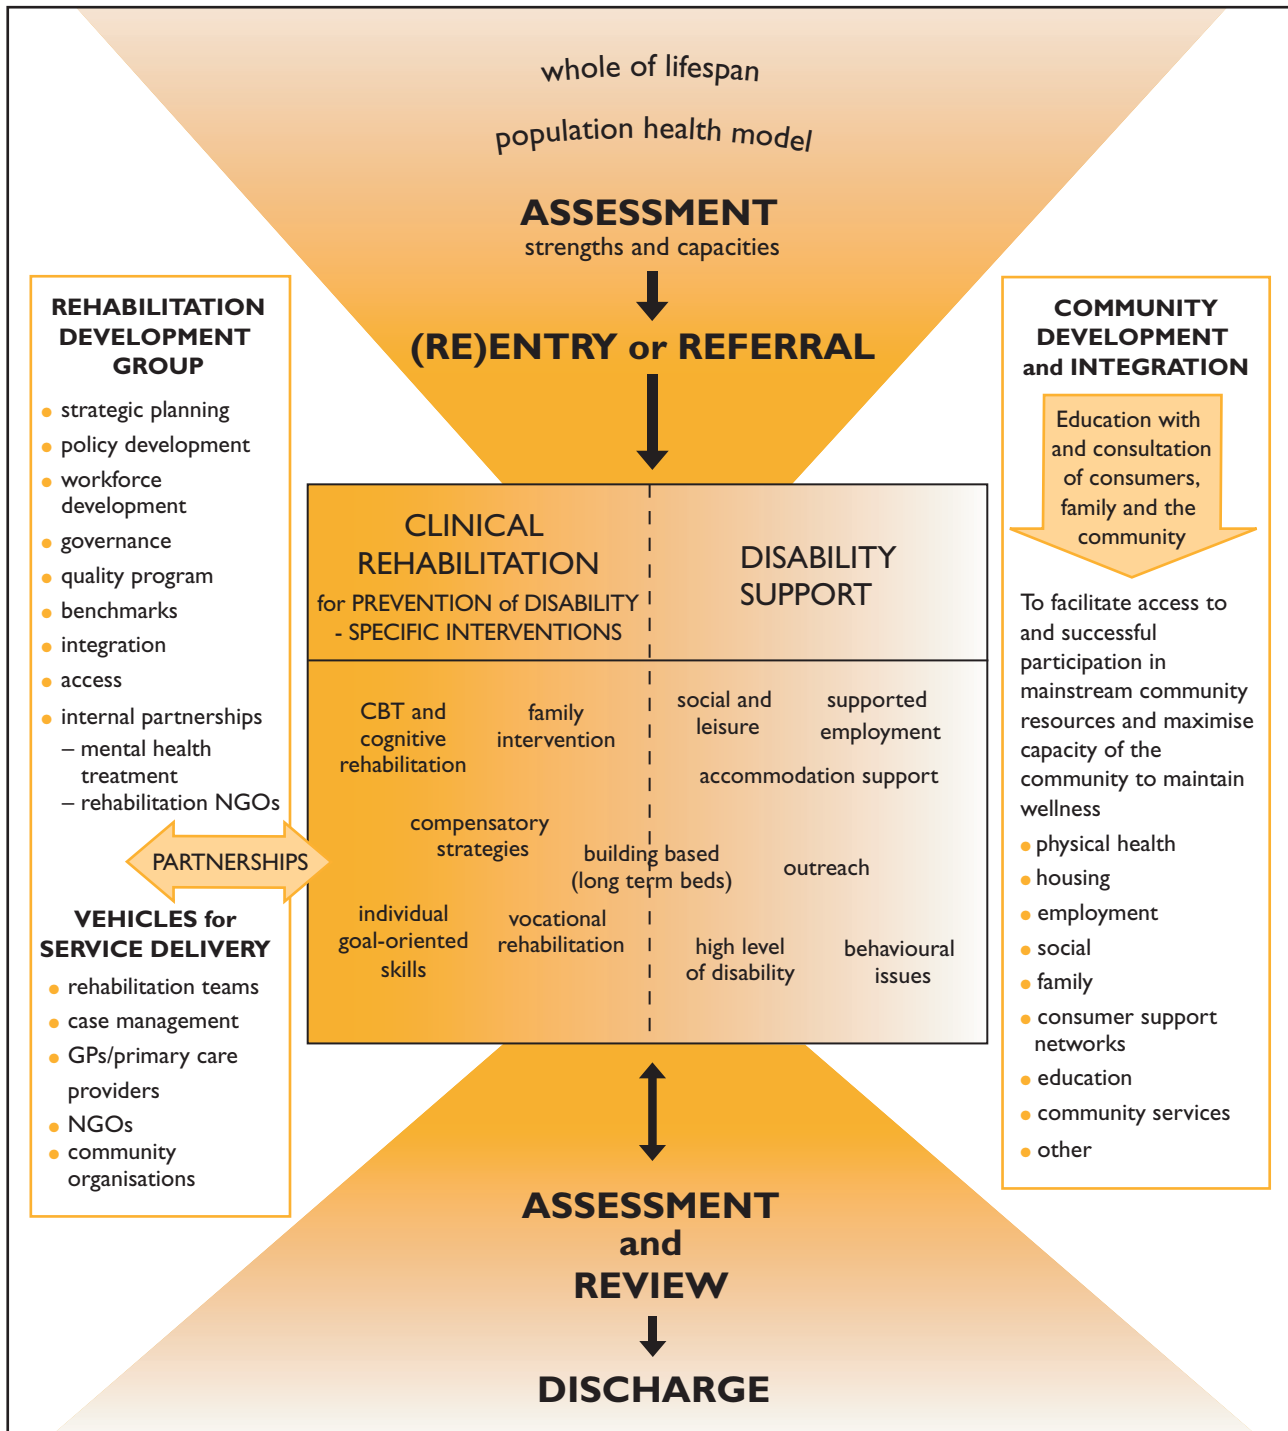 whole of lifespan
population health model
ASSESSMENT
strengths and capacities
(RE)ENTRY or REFERRAL
REHABILITATION
DEVELOPMENT
GROUP
• strategic planning
• policy development
• workforce
development
• governance
• quality program
• benchmarks
• integration
• access
• internal partnerships
– mental health
treatment
– rehabilitation NGOs
PARTNERSHIPS
VEHICLES for
SERVICE DELIVERY
• rehabilitation teams
• case management
• GPs/primary care
providers
• NGOs
• community
organisations
CLINICAL
REHABILITATION
for PREVENTION of DISABILITY
- SPECIFIC INTERVENTIONS
DISABILITY
SUPPORT
CBT and
cognitive
rehabilitation
family
intervention
compensatory
strategies
building based
(long term beds)
individual
goal-oriented
skills
vocational
rehabilitation
social and
leisure
supported
employment
accommodation support
outreach
high level
of disability
behavioural
issues
COMMUNITY
DEVELOPMENT
and INTEGRATION
Education with
and consultation
of consumers,
family and the
community
To facilitate access to
and successful
participation in
mainstream community
resources and maximise
capacity of the
community to maintain
wellness
• physical health
• housing
• employment
• social
• family
• consumer support
networks
• education
• community services
• other
ASSESSMENT
and
REVIEW
DISCHARGE